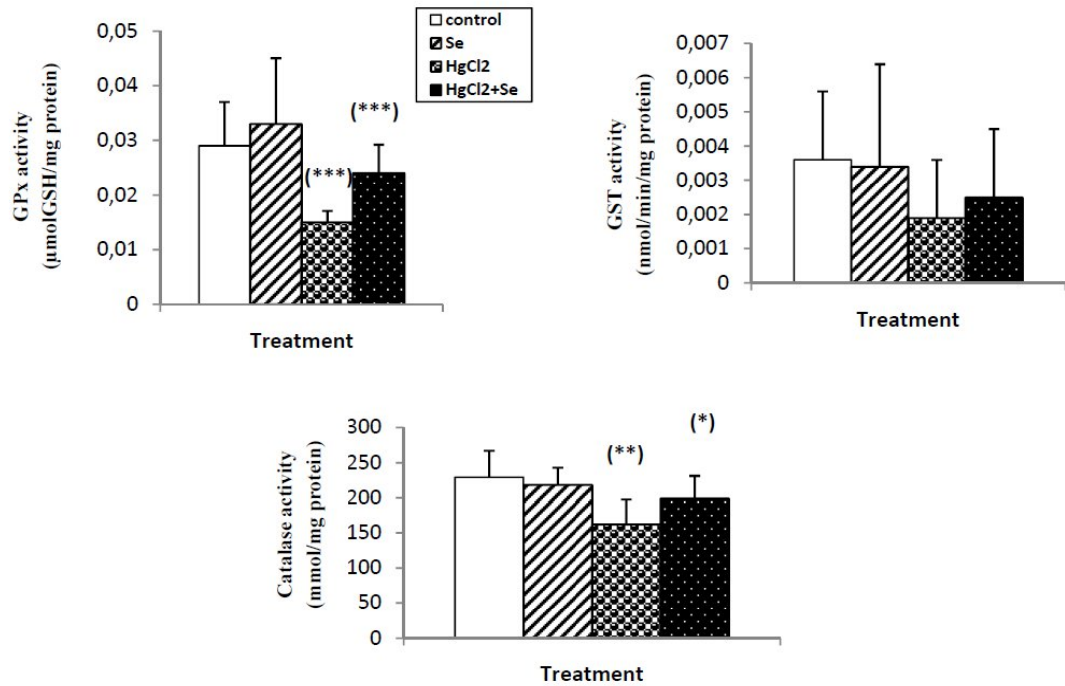 0,05
0,04
0,03
0,02
0,01
0
GPx activity
(µmolGSH/mg protein)
(***)
(***)
Treatment
control
Se
HgCl2
HgCl2+Se
0,007
0,006
0,005
0,004
0,003
0,002
0,001
0
GST activity
(nmol/min/mg protein)
Treatment
300
250
200
150
100
50
0
Catalase activity
(mmol/mg protein)
(**)
(*)
Treatment